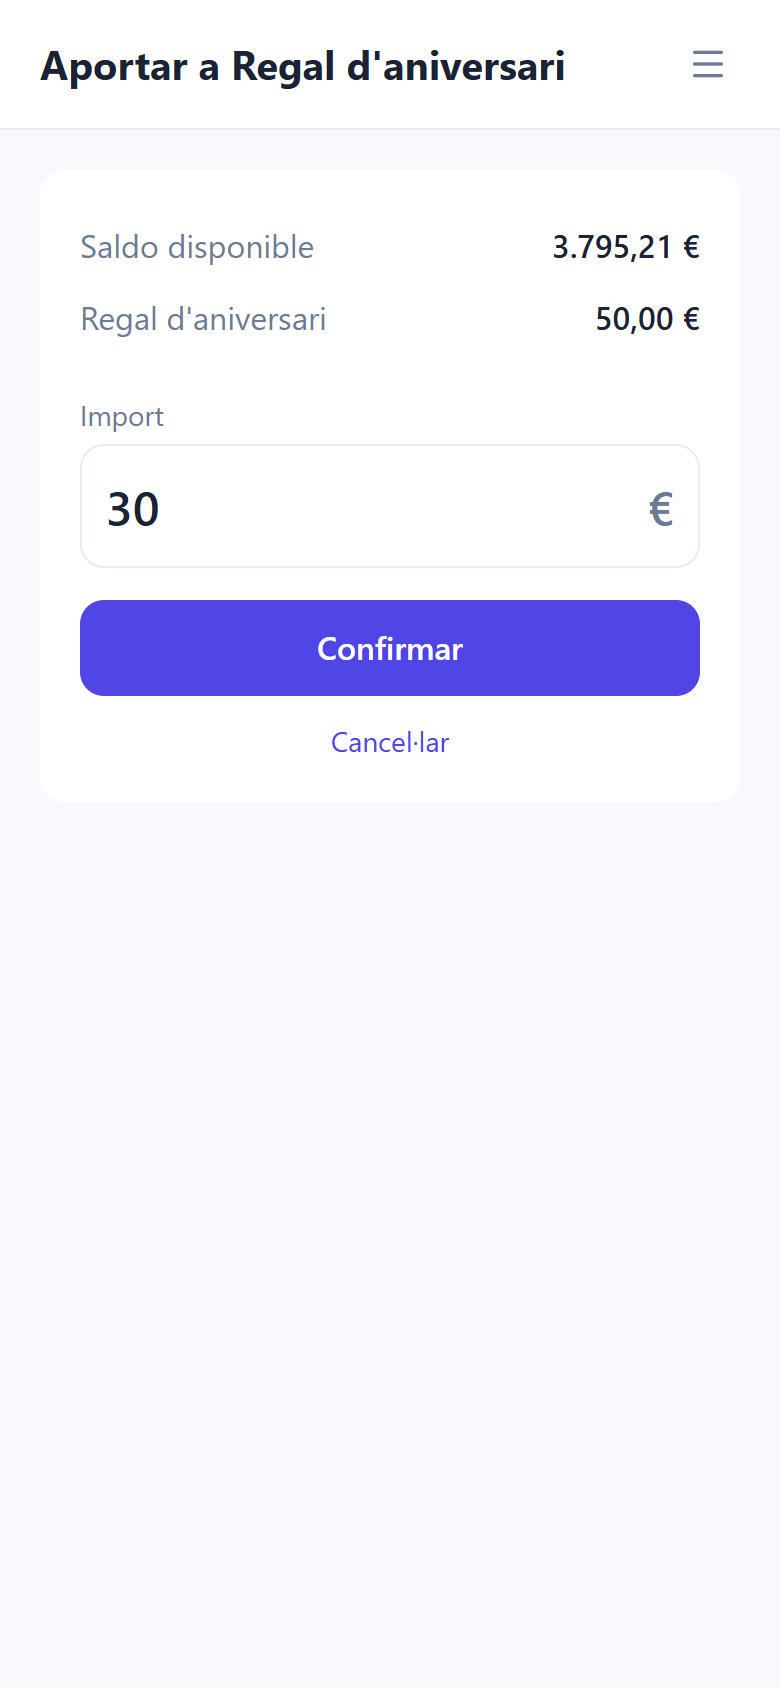 Aportar a Regal d'aniversari
Saldo disponible 3.795,21 €
Regal d'aniversari 50,00 €
Import
30 €
Confirmar
Cancel·lar